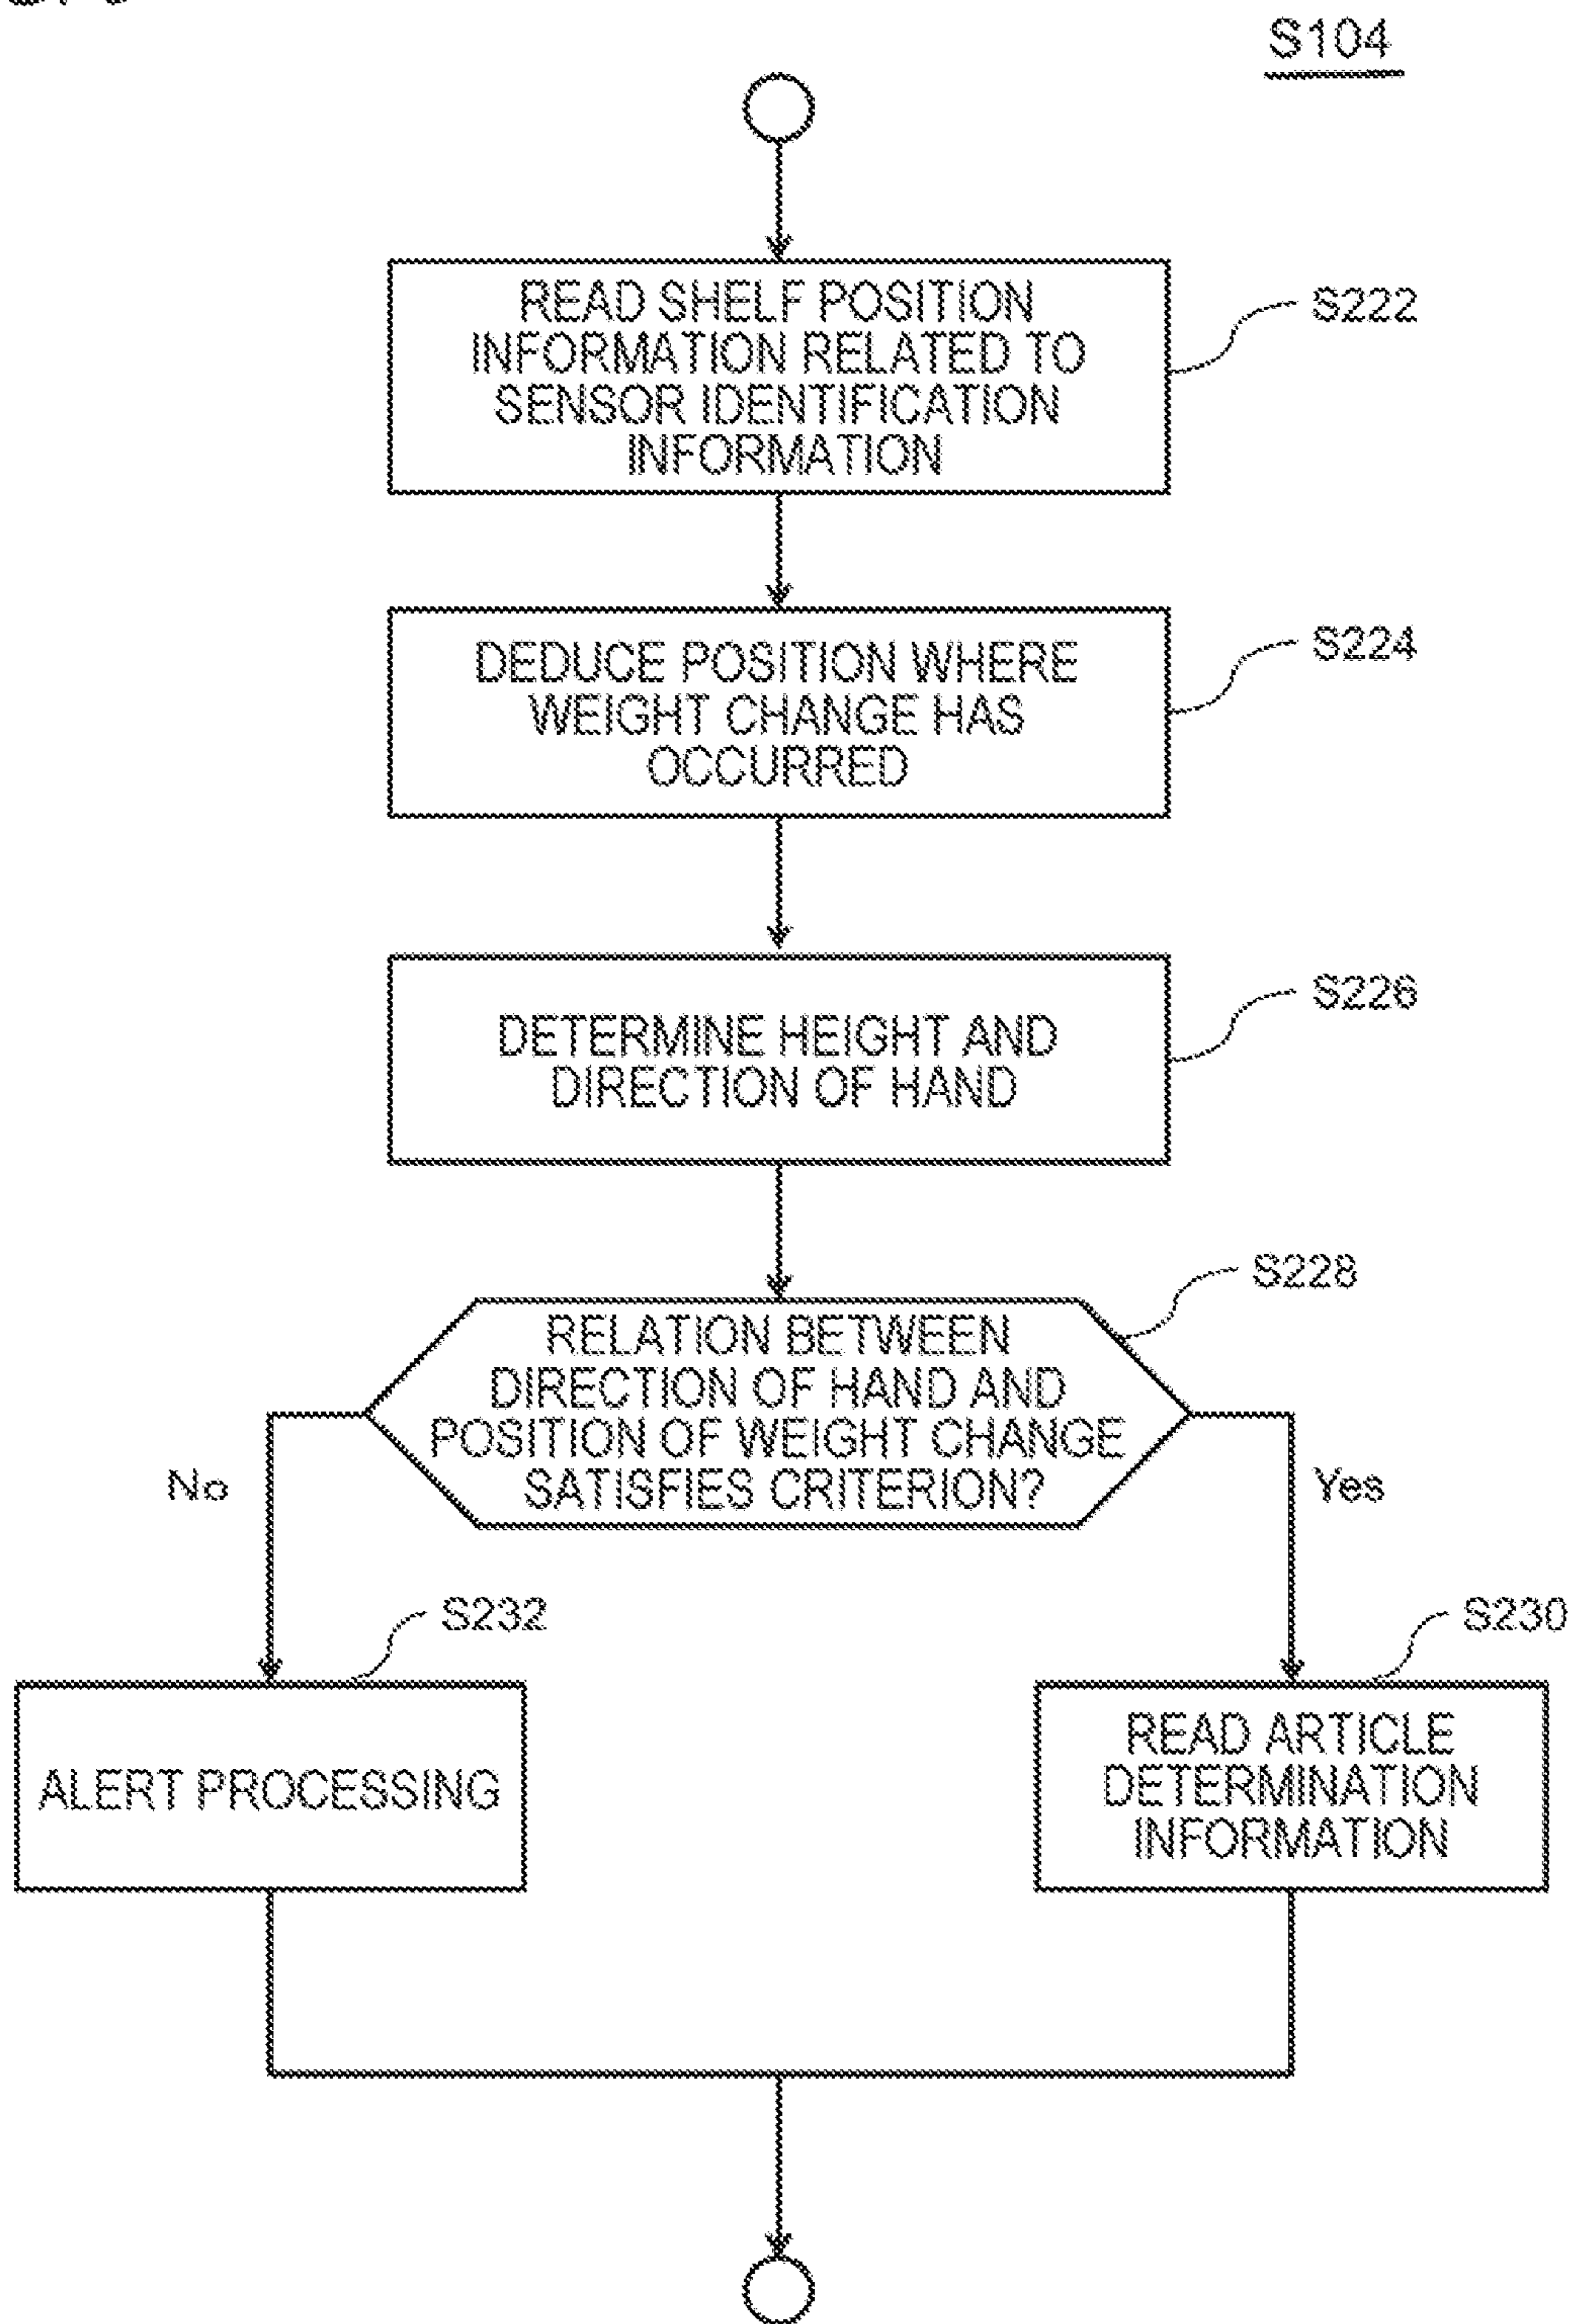 S104
READ SHELF POSITION
INFORMATION RELATED TO
SENSOR IDENTIFICATION
INFORMATION
S222
DEDUCE POSITION WHERE
WEIGHT CHANGE HAS
OCCURRED
S224
DETERMINE HEIGHT AND
DIRECTION OF HAND
S226
RELATION BETWEEN
DIRECTION OF HAND AND
POSITION OF WEIGHT CHANGE
SATISFIES CRITERION?
S228
No
Yes
S232
S230
ALERT PROCESSING
READ ARTICLE
DETERMINATION
INFORMATION